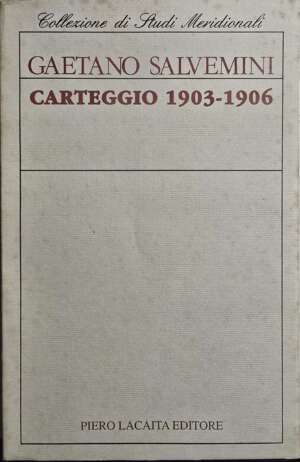 Collezione di Studi Meridionali
GAETANO SALVEMINI
CARTEGGIO 1903-1906
PIERO LACAITA EDITORE